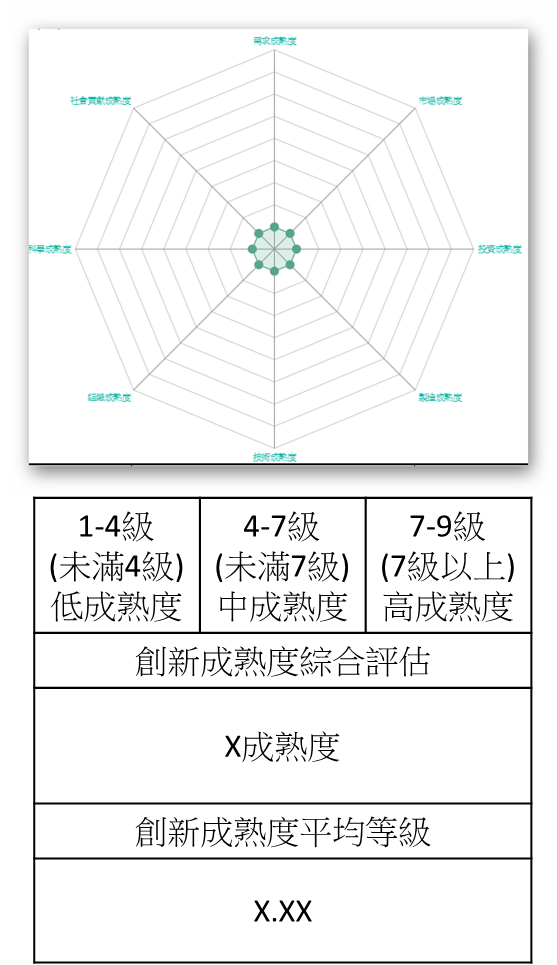 需求成熟度
社會貢獻成熟度
市場成熟度
科學成熟度
投資成熟度
組織成熟度
製造成熟度
技術成熟度
1-4級
(未滿4級)
低成熟度
4-7級
(未滿7級)
中成熟度
7-9級
(7級以上)
高成熟度
創新成熟度綜合評估
X成熟度
創新成熟度平均等級
X.XX